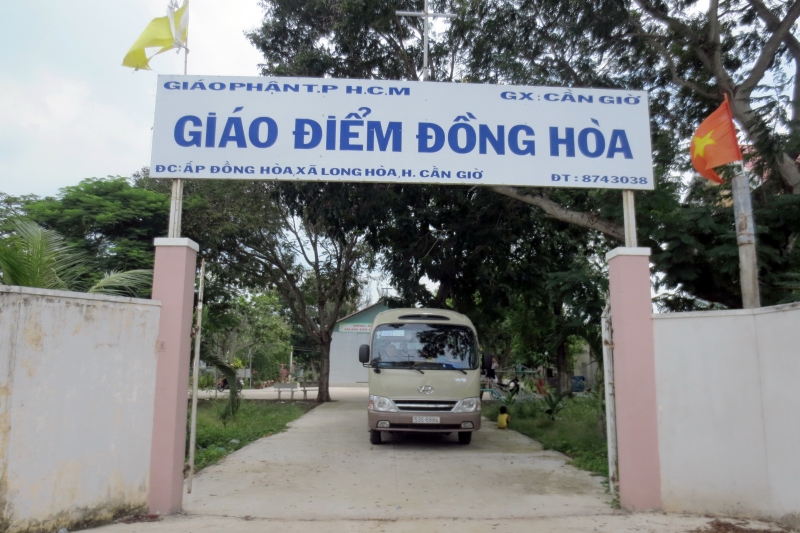 GIÁO PHẬN T.P H.C.M GX : CẦN GIỜ
GIÁO ĐIỂM ĐỒNG HÒA
ĐC: ẤP ĐỒNG HÒA, XÃ LONG HÒA, H. CẦN GIỜ ĐT : 8743038